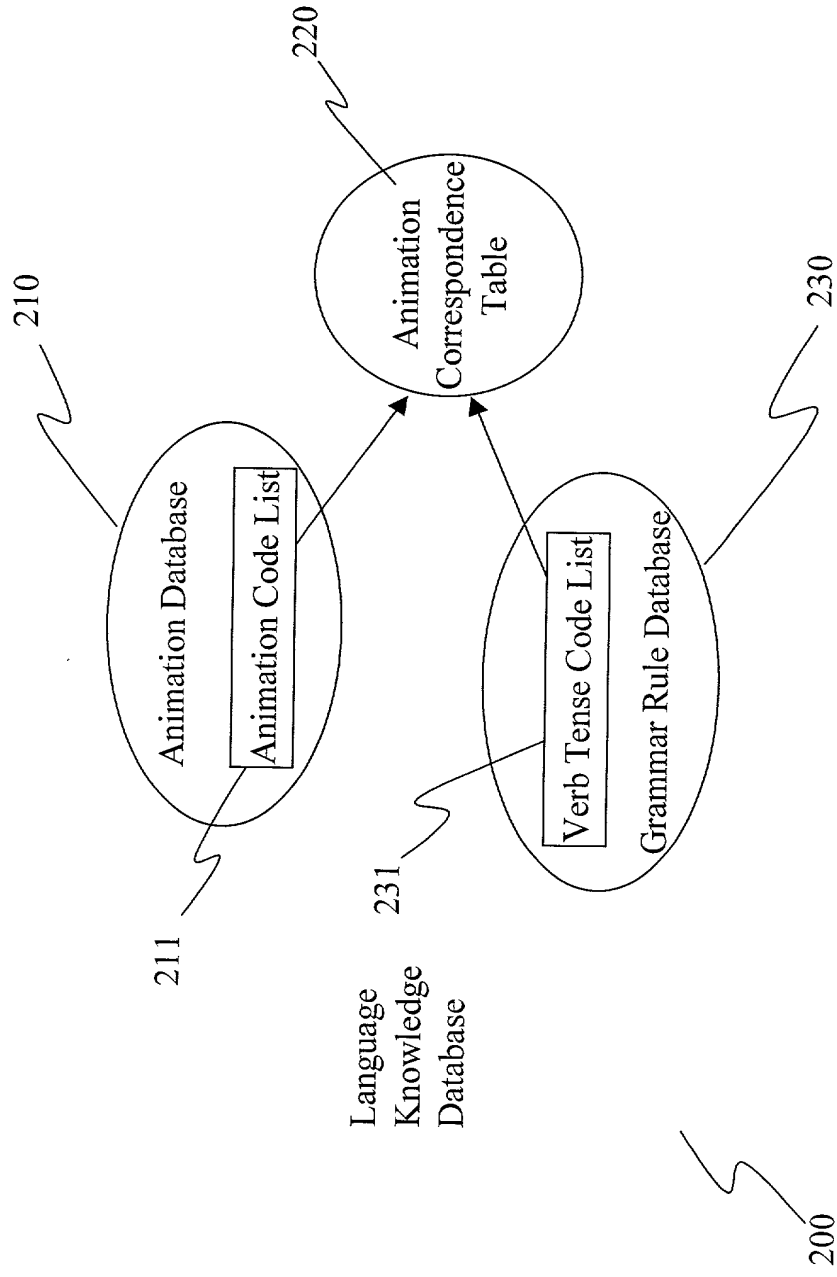 210
Animation Database
Animation Code List
211
220
Animation
Correspondence
Table
Language
Knowledge
Database
231
Verb Tense Code List
Grammar Rule Database
230
200